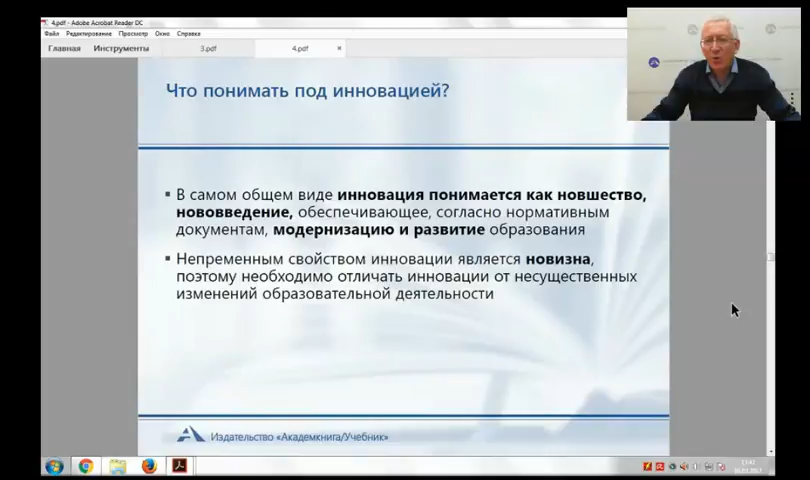 4.pdf - Adobe Acrobat Reader DC
Файл Редактирование Просмотр Окно Справка
Главная Инструменты 3.pdf 4.pdf ×
Что понимать под инновацией?
В самом общем виде инновация понимается как новшество,
нововведение, обеспечивающее, согласно нормативным
документам, модернизацию и развитие образования
Непременным свойством инновации является новизна,
поэтому необходимо отличать инновации от несущественных
изменений образовательной деятельности
Издательство «Академкнига/Учебник»